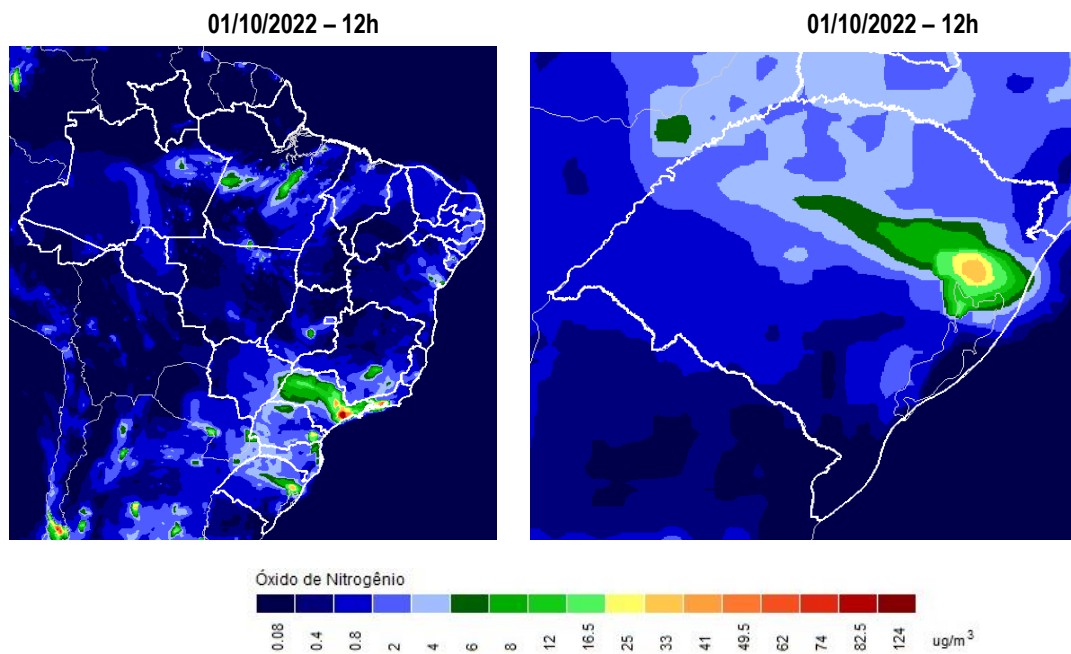 01/10/2022 – 12h
01/10/2022 – 12h
Óxido de Nitrogênio
0.08 0.4 0.8 2 4 6 8 12 16.5 25 33 41 49.5 62 74 82.5 124 ug/m³